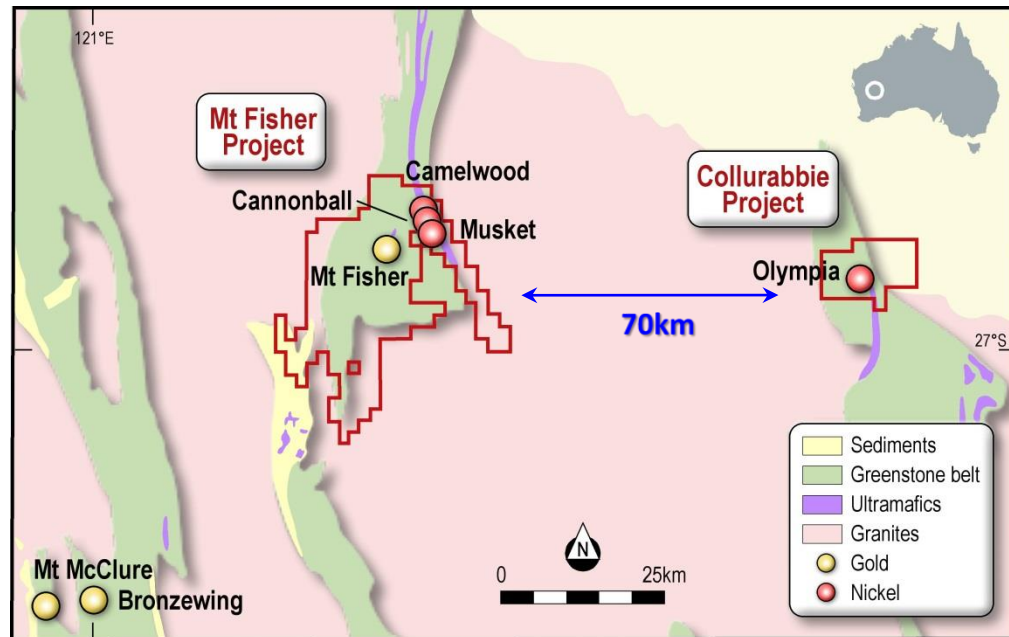 121°E
Mt Fisher
Project
Camelwood
Cannonball
Musket
Mt Fisher
Collurabbie
Project
Olympia
70km
27°S
Sediments
Greenstone belt
Ultramafics
Granites
Gold
Nickel
N
0 25km
Mt McClure
Bronzewing